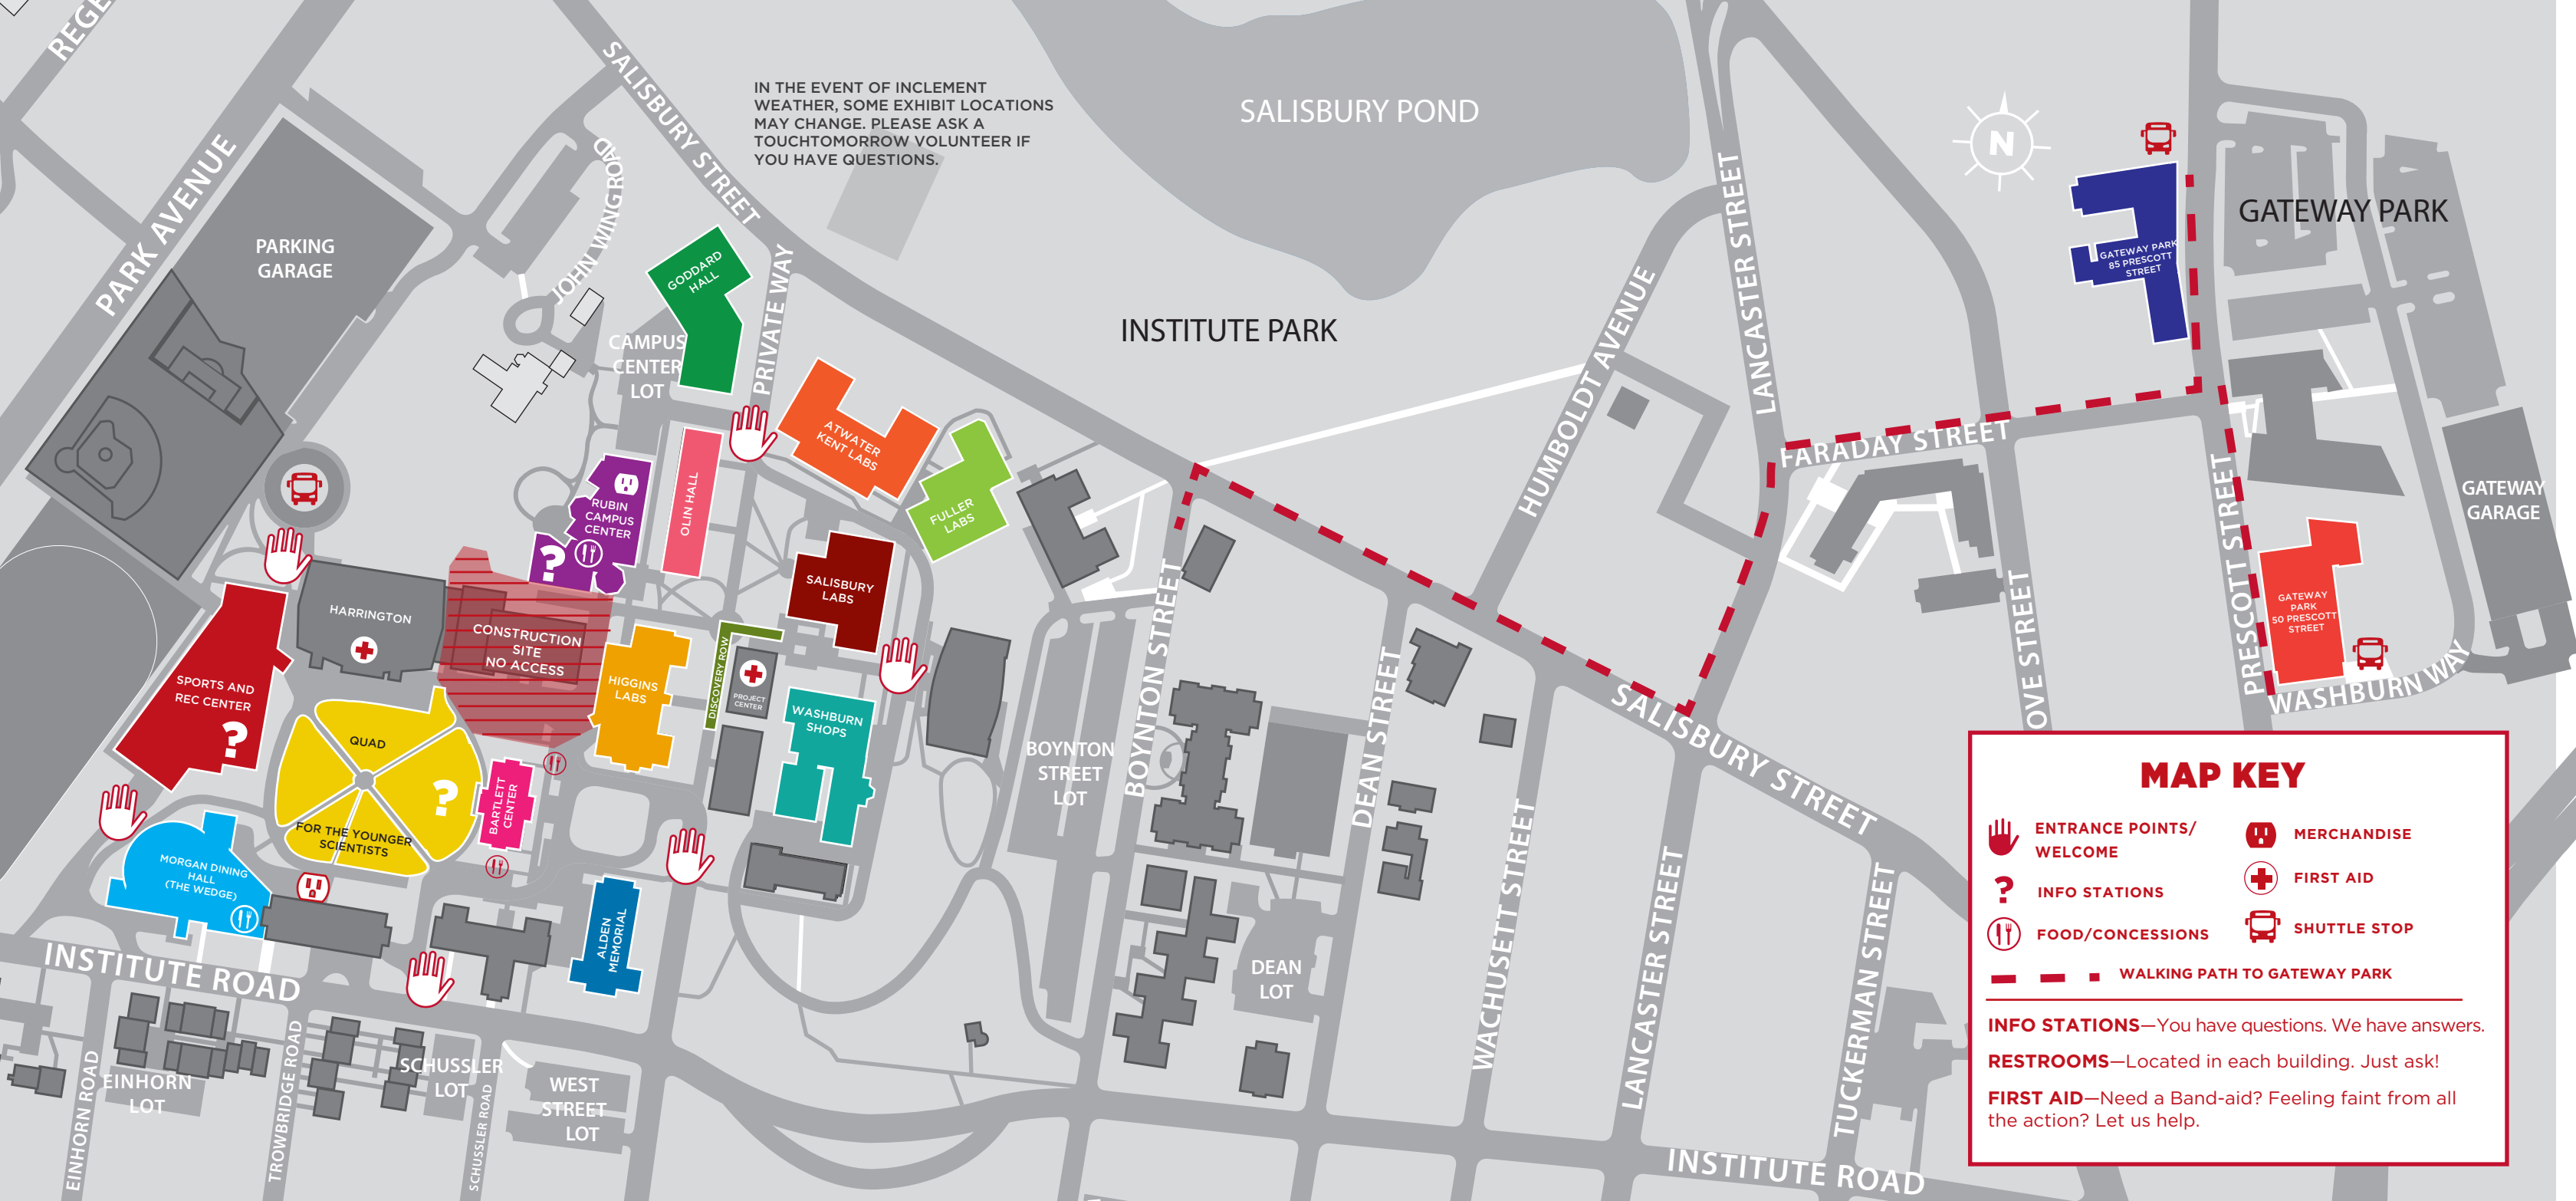 REGE
SALISBURY STREET
IN THE EVENT OF INCLEMENT
WEATHER, SOME EXHIBIT LOCATIONS
MAY CHANGE. PLEASE ASK A
TOUCHTOMORROW VOLUNTEER IF
YOU HAVE QUESTIONS.
SALISBURY POND
N
GATEWAY PARK
PARK AVENUE
PARKING
GARAGE
JOHN WING ROAD
GODDARD
HALL
PRIVATE WAY
CAMPUS
CENTER
LOT
INSTITUTE PARK
HUMBOLDT AVENUE
LANCASTER STREET
GATEWAY PARK
85 PRESCOTT
STREET
ATWATER
KENT LABS
FARADAY STREET
OLIN HALL
RUBIN
CAMPUS
CENTER
?
FULLER
LABS
GATEWAY
GARAGE
PRESCOTT STREET
SALISBURY
LABS
HARRINGTON
CONSTRUCTION
SITE
NO ACCESS
GATEWAY
PARK
50 PRESCOTT
STREET
WASHBURN WAY
OVE STREET
SPORTS AND
REC CENTER
?
HIGGINS
LABS
DISCOVERY ROW
PROJECT
CENTER
WASHBURN
SHOPS
QUAD
?
FOR THE YOUNGER
SCIENTISTS
BARTLETT
CENTER
BOYNTON
STREET
LOT
BOYNTON STREET
DEAN STREET
SALISBURY STREET
MORGAN DINING
HALL
(THE WEDGE)
ALDEN
MEMORIAL
WACHUSETT STREET
LANCASTER STREET
TUCKERMAN STREET
DEAN
LOT
INSTITUTE ROAD
EINHORN ROAD
EINHORN
LOT
TROWBRIDGE ROAD
SCHUSSLER
LOT
SCHUSSLER ROAD
WEST
STREET
LOT
INSTITUTE ROAD
MAP KEY
ENTRANCE POINTS/
WELCOME
MERCHANDISE
?
INFO STATIONS
FIRST AID
FOOD/CONCESSIONS
SHUTTLE STOP
WALKING PATH TO GATEWAY PARK
INFO STATIONS—You have questions. We have answers.
RESTROOMS—Located in each building. Just ask!
FIRST AID—Need a Band-aid? Feeling faint from all
the action? Let us help.